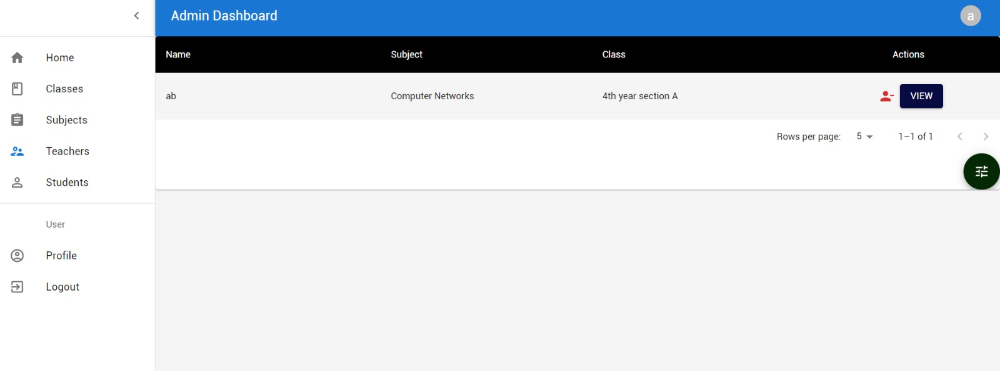 Admin Dashboard
a
Home
Classes
Subjects
Teachers
Students
User
Profile
Logout
Name Subject Class Actions
ab Computer Networks 4th year section A VIEW
Rows per page: 5 1–1 of 1